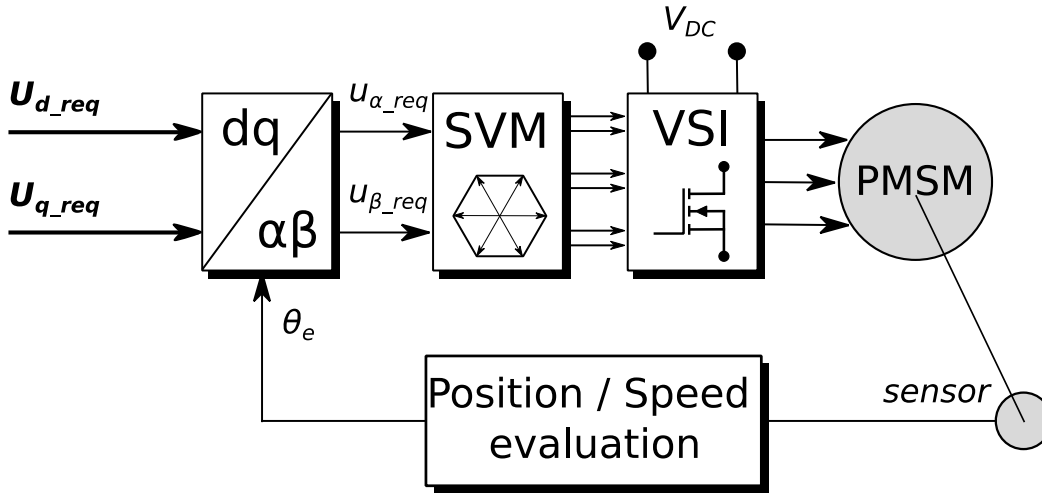 V_DC
U_d_req
dq
u_α_req
SVM
VSI
PMSM
U_q_req
αβ
u_β_req
θ_e
Position / Speed
evaluation
sensor